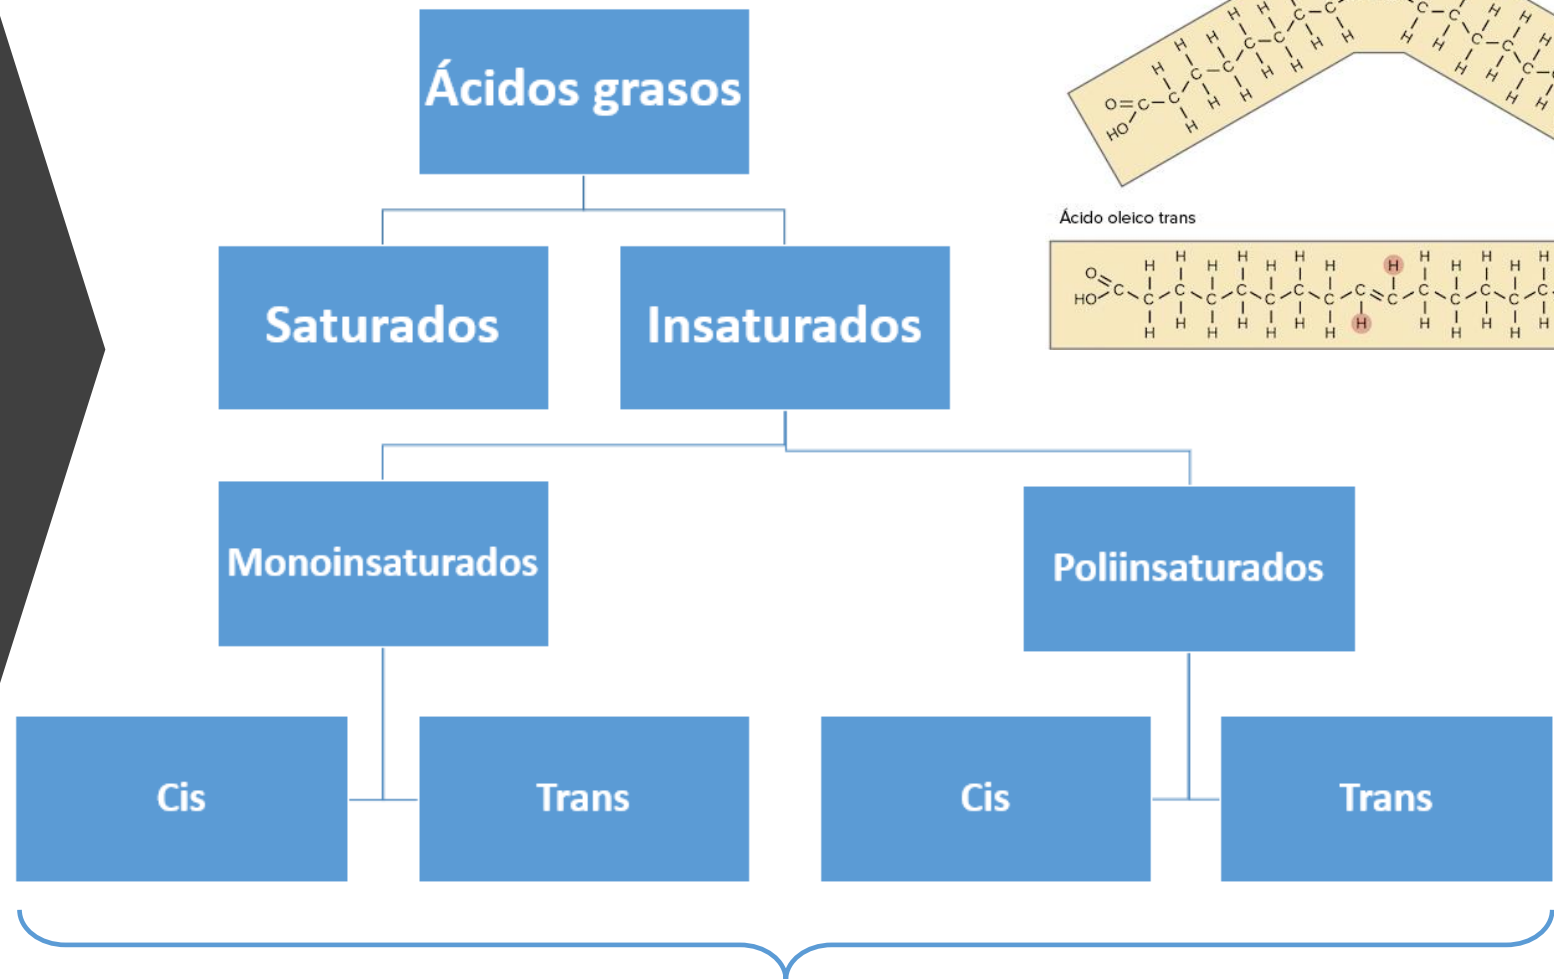 Ácidos grasos
Saturados
Insaturados
Monoinsaturados
Poliinsaturados
Cis
Trans
Cis
Trans
Ácido oleico trans